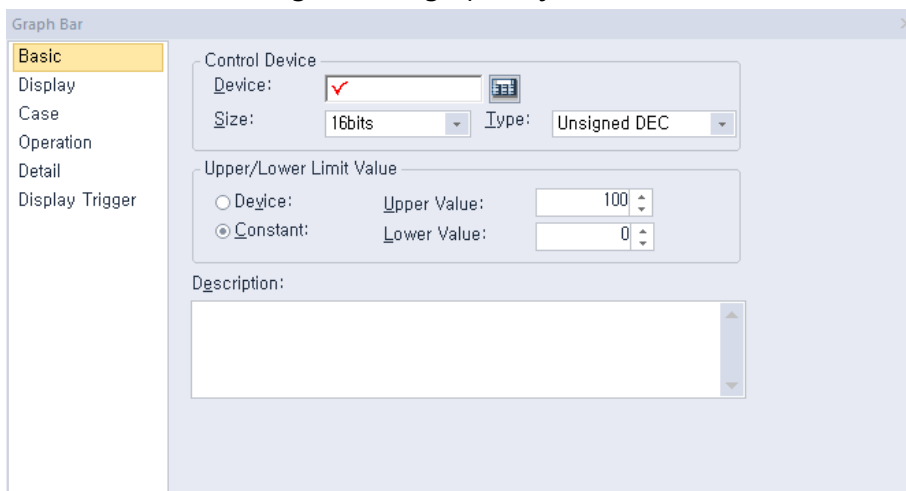 Graph Bar
Basic
Display
Case
Operation
Detail
Display Trigger
Control Device
Device:
Size: 16bits Type: Unsigned DEC
Upper/Lower Limit Value
Device: Upper Value: 100
Constant: Lower Value: 0
Description: